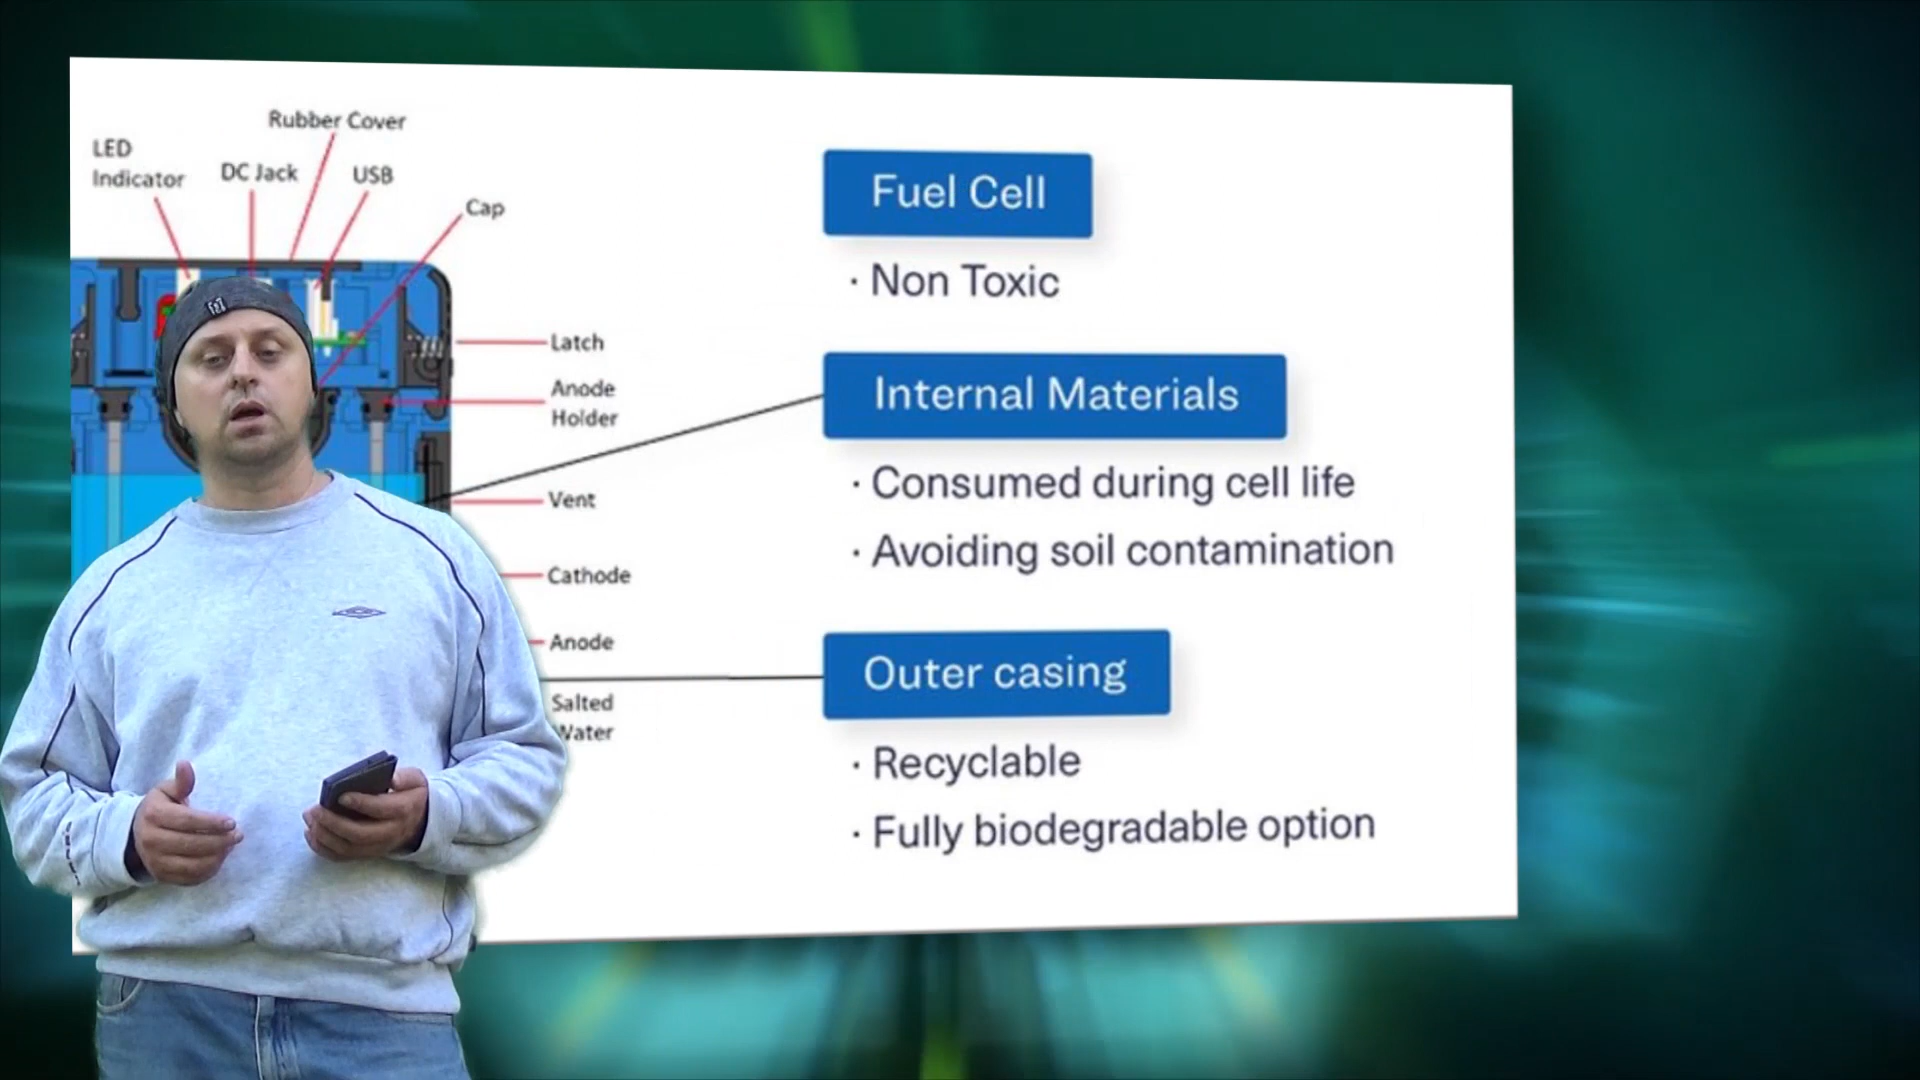 Rubber Cover
LED
Indicator
DC Jack
USB
Cap
Latch
Anode
Holder
Vent
Cathode
Anode
Salted
Water
Fuel Cell
· Non Toxic
Internal Materials
· Consumed during cell life
· Avoiding soil contamination
Outer casing
· Recyclable
· Fully biodegradable option